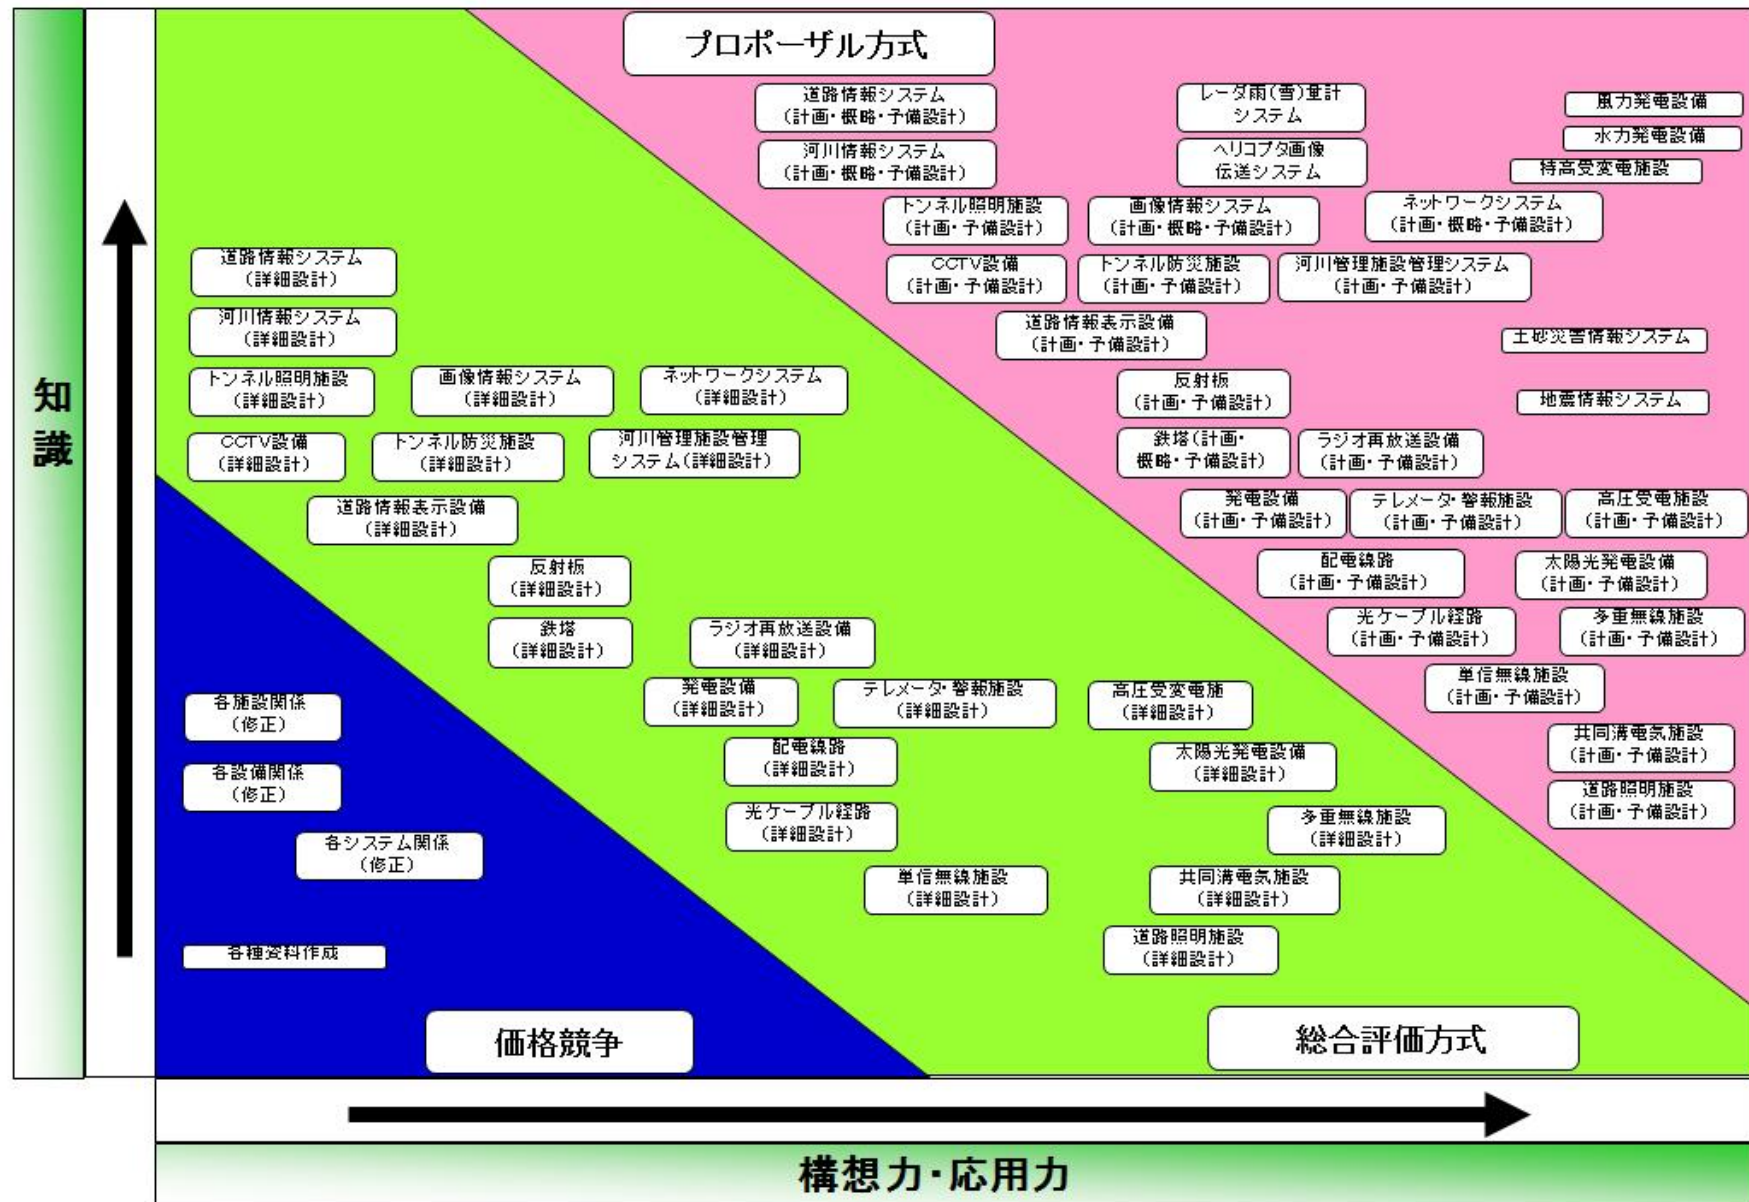 プロポーザル方式
道路情報システム
(計画・概略・予備設計)
レーダ雨(雪)量計
システム
風力発電設備
水力発電設備
河川情報システム
(計画・概略・予備設計)
ヘリコプタ画像
伝送システム
特高受変電施設
トンネル照明施設
(計画・予備設計)
画像情報システム
(計画・概略・予備設計)
ネットワークシステム
(計画・概略・予備設計)
道路情報システム
(詳細設計)
CCTV設備
(計画・予備設計)
トンネル防災施設
(計画・予備設計)
河川管理施設管理システム
(計画・予備設計)
河川情報システム
(詳細設計)
道路情報表示設備
(計画・予備設計)
土砂災害情報システム
トンネル照明施設
(詳細設計)
画像情報システム
(詳細設計)
ネットワークシステム
(詳細設計)
反射板
(計画・予備設計)
地震情報システム
知
識
CCTV設備
(詳細設計)
トンネル防災施設
(詳細設計)
河川管理施設管理
システム(詳細設計)
鉄塔(計画・
概略・予備設計)
ラジオ再放送設備
(計画・予備設計)
道路情報表示設備
(詳細設計)
発電設備
(計画・予備設計)
テレメータ・警報施設
(計画・予備設計)
高圧受電施設
(計画・予備設計)
反射板
(詳細設計)
配電線路
(計画・予備設計)
太陽光発電設備
(計画・予備設計)
鉄塔
(詳細設計)
ラジオ再放送設備
(詳細設計)
光ケーブル経路
(計画・予備設計)
多重無線施設
(計画・予備設計)
各施設関係
(修正)
発電設備
(詳細設計)
テレメータ・警報施設
(詳細設計)
高圧受変電施
(詳細設計)
単信無線施設
(計画・予備設計)
各設備関係
(修正)
配電線路
(詳細設計)
太陽光発電設備
(詳細設計)
共同溝電気施設
(計画・予備設計)
道路照明施設
(計画・予備設計)
各システム関係
(修正)
光ケーブル経路
(詳細設計)
多重無線施設
(詳細設計)
単信無線施設
(詳細設計)
共同溝電気施設
(詳細設計)
各種資料作成
道路照明施設
(詳細設計)
価格競争
総合評価方式
構想力・応用力